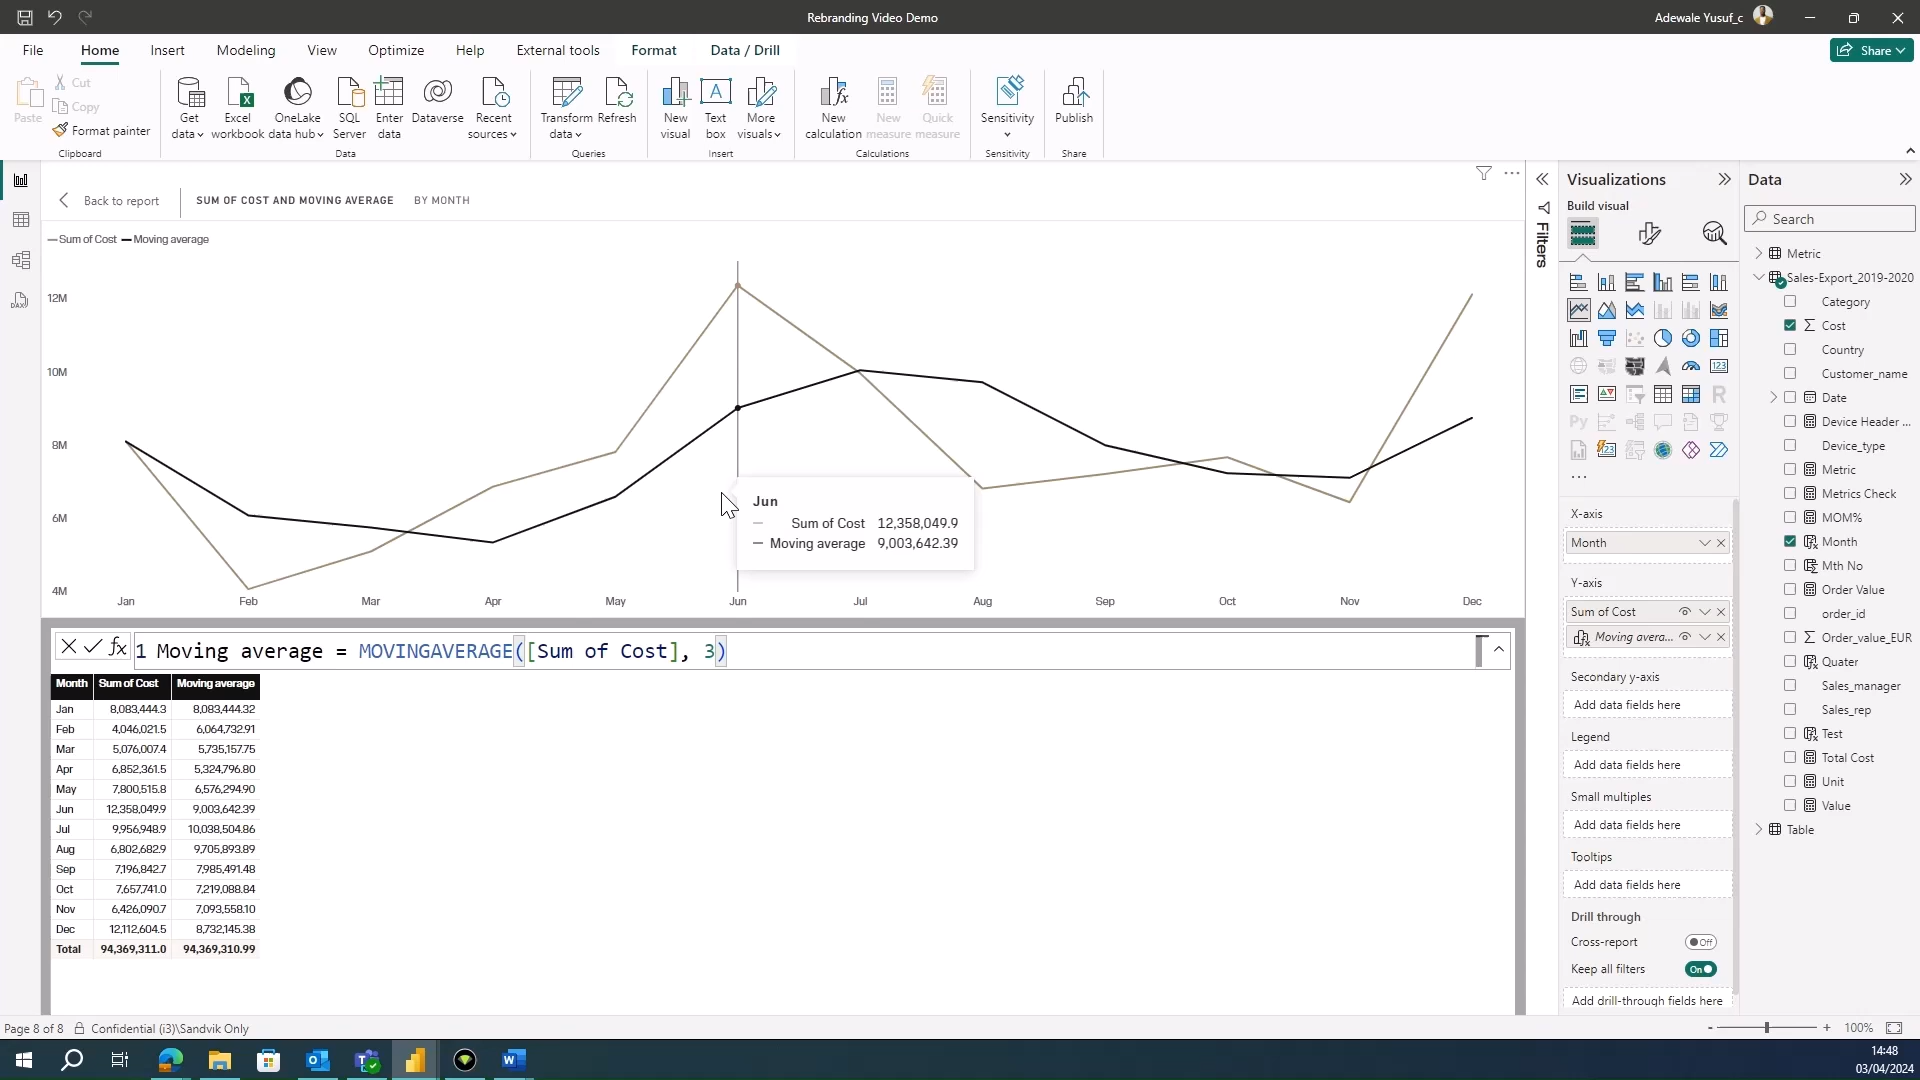 Rebranding Video Demo
Adewale Yusuf_c
File Home Insert Modeling View Optimize Help External tools Format Data / Drill
Share
Paste
Cut
Copy
Format painter
Clipboard
Get data
Excel workbook
OneLake data hub
SQL Server
Enter data
Dataverse
Recent sources
Data
Transform data
Refresh
Queries
New visual
Text box
More visuals
Insert
New calculation
New measure
Quick measure
Calculations
Sensitivity
Sensitivity
Publish
Share
Back to report
SUM OF COST AND MOVING AVERAGE BY MONTH
Sum of Cost Moving average
12M
10M
8M
6M
4M
Jan Feb Mar Apr May Jun Jul Aug Sep Oct Nov Dec
Jun
Sum of Cost 12,358,049.9
Moving average 9,003,642.39
1 Moving average = MOVINGAVERAGE([Sum of Cost], 3)
Month Sum of Cost Moving average
Jan 8,083,444.3 8,083,444.32
Feb 4,046,021.5 6,064,732.91
Mar 5,076,007.4 5,735,157.75
Apr 6,852,361.5 5,324,796.80
May 7,800,515.8 6,576,294.90
Jun 12,358,049.9 9,003,642.39
Jul 9,956,948.9 10,038,504.86
Aug 6,802,682.9 9,705,893.89
Sep 7,196,842.7 7,985,491.48
Oct 7,657,741.0 7,219,088.84
Nov 6,426,090.7 7,093,558.10
Dec 12,112,604.5 8,732,145.38
Total 94,369,311.0 94,369,310.99
Filters
Visualizations
Build visual
X-axis
Month
Y-axis
Sum of Cost
Moving avera...
Secondary y-axis
Add data fields here
Legend
Add data fields here
Small multiples
Add data fields here
Tooltips
Add data fields here
Drill through
Cross-report Off
Keep all filters On
Add drill-through fields here
Data
Search
Metric
Sales-Export_2019-2020
Category
Cost
Country
Customer_name
Date
Device Header ...
Device_type
Metric
Metrics Check
MOM%
Month
Mth No
Order Value
order_id
Order_value_EUR
Quater
Sales_manager
Sales_rep
Test
Total Cost
Unit
Value
Table
Page 8 of 8 Confidential (i3)\Sandvik Only
- + 100%
14:48
03/04/2024